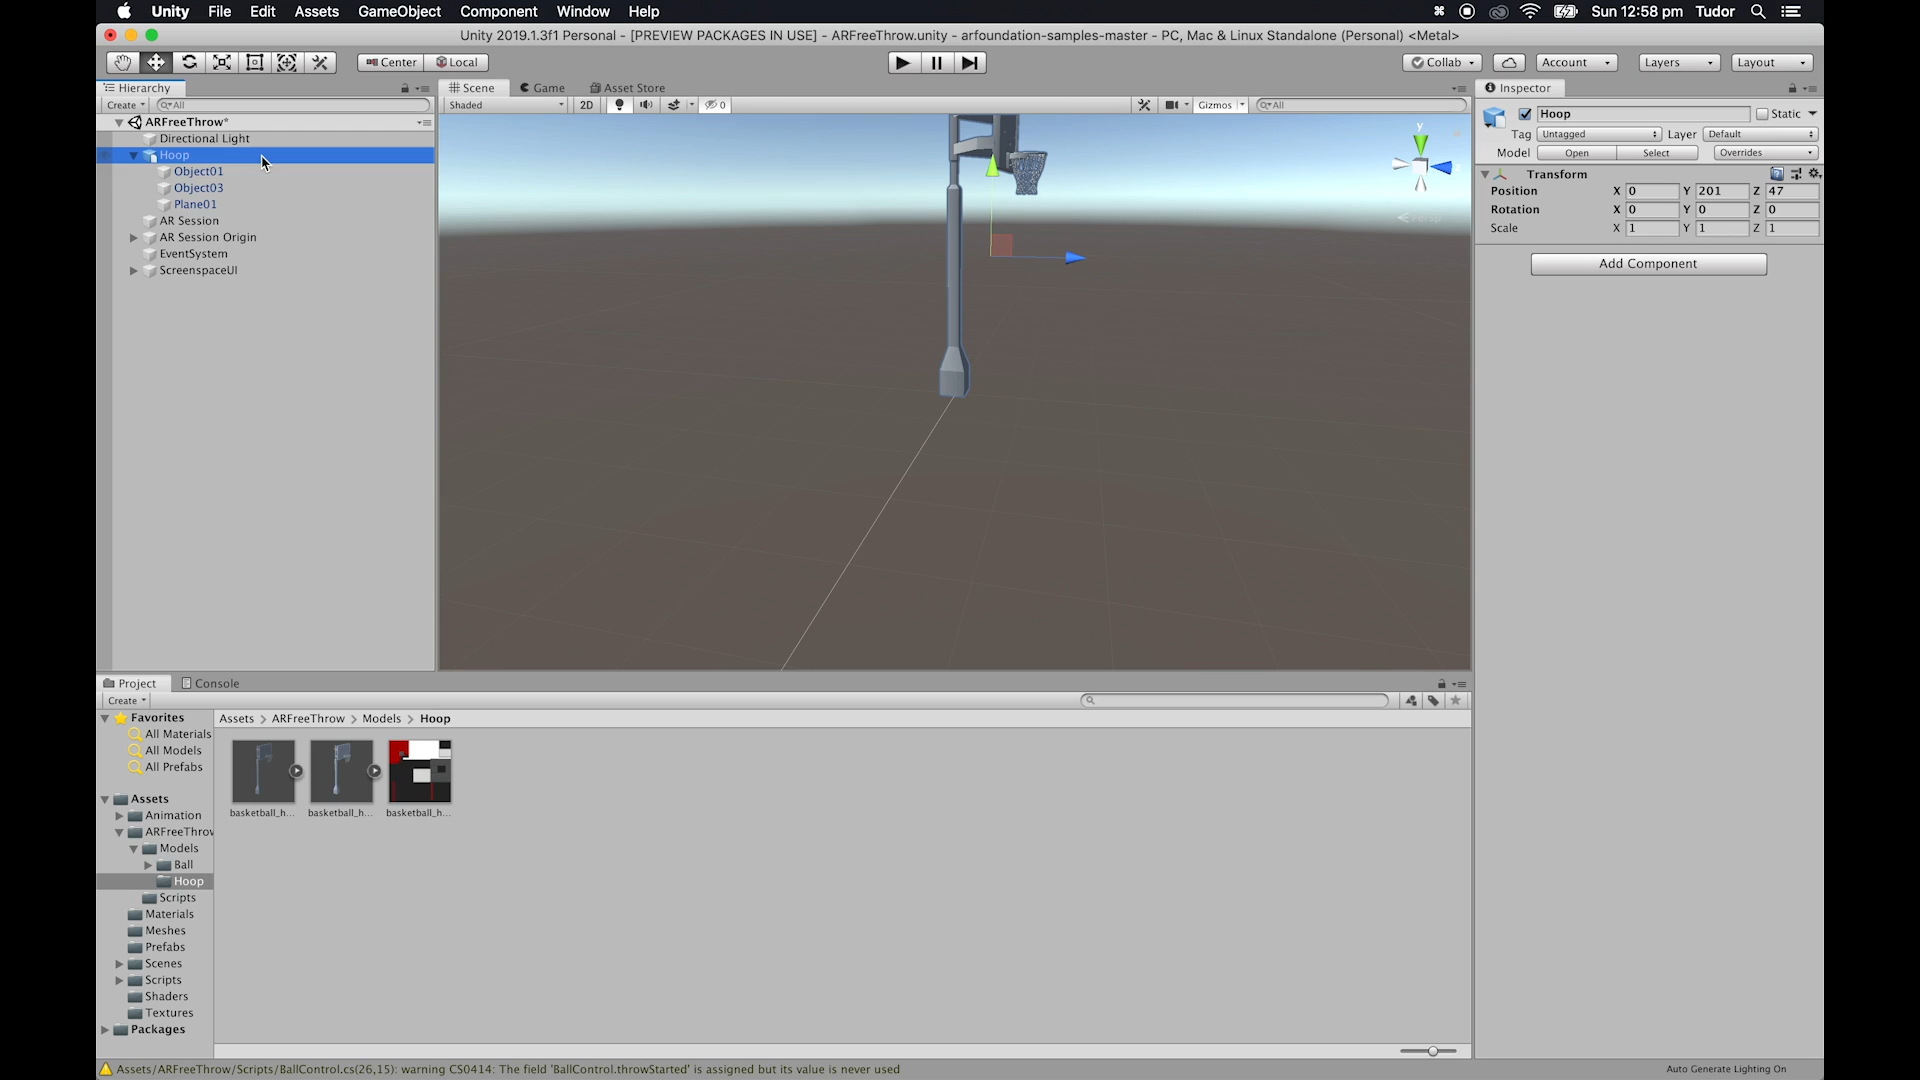 Unity File Edit Assets GameObject Component Window Help Sun 12:58 pm Tudor
Unity 2019.1.3f1 Personal - [PREVIEW PACKAGES IN USE] - ARFreeThrow.unity - arfoundation-samples-master - PC, Mac & Linux Standalone (Personal) <Metal>
Center Local Collab Account Layers Layout
Hierarchy Scene Game Asset Store Inspector
Create All Shaded 2D 0 Gizmos All
ARFreeThrow*
Directional Light
Hoop
Object01
Object03
Plane01
AR Session
AR Session Origin
EventSystem
ScreenspaceUI
y
Persp
Hoop Static
Tag Untagged Layer Default
Model Open Select Overrides
Transform
Position X 0 Y 201 Z 47
Rotation X 0 Y 0 Z 0
Scale X 1 Y 1 Z 1
Add Component
Project Console
Create
Favorites
All Materials
All Models
All Prefabs
Assets
Animation
ARFreeThrow
Models
Ball
Hoop
Scripts
Materials
Meshes
Prefabs
Scenes
Scripts
Shaders
Textures
Packages
Assets > ARFreeThrow > Models > Hoop
basketball_h... basketball_h... basketball_h...
Assets/ARFreeThrow/Scripts/BallControl.cs(26,15): warning CS0414: The field 'BallControl.throwStarted' is assigned but its value is never used
Auto Generate Lighting On